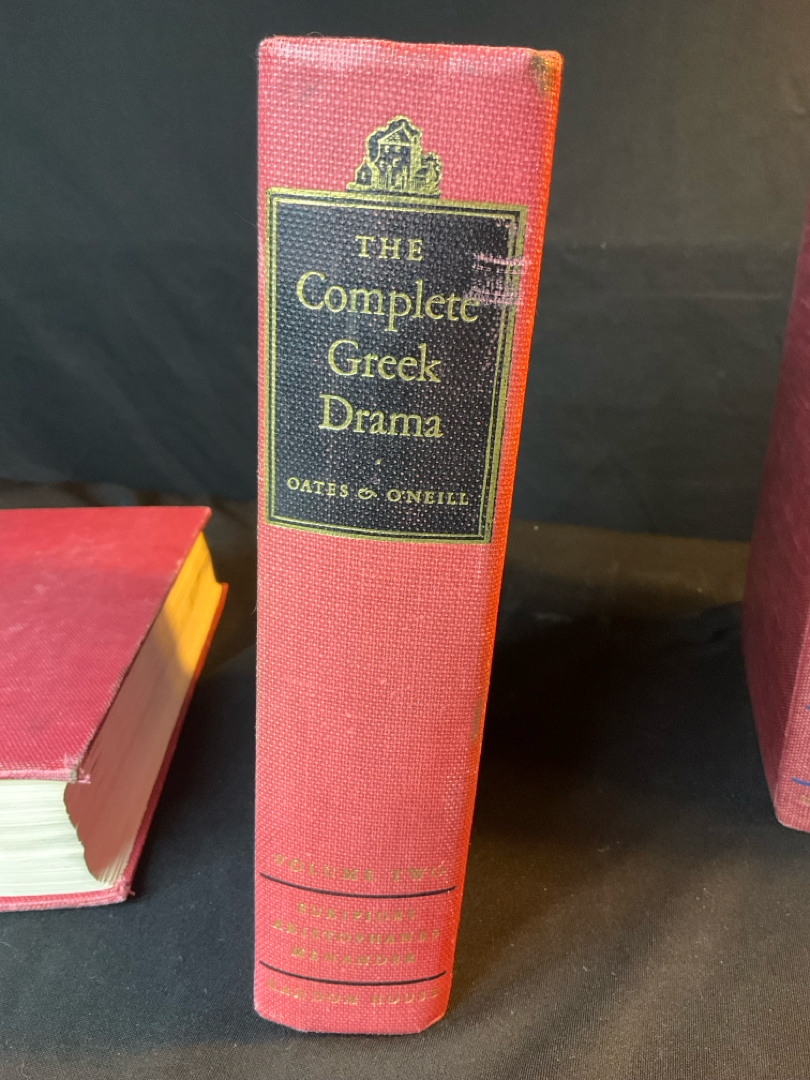 THE
Complete
Greek
Drama
OATES & O'NEILL
VOLUME TWO
EURIPIDES
ARISTOPHANES
MENANDER
RANDOM HOUSE